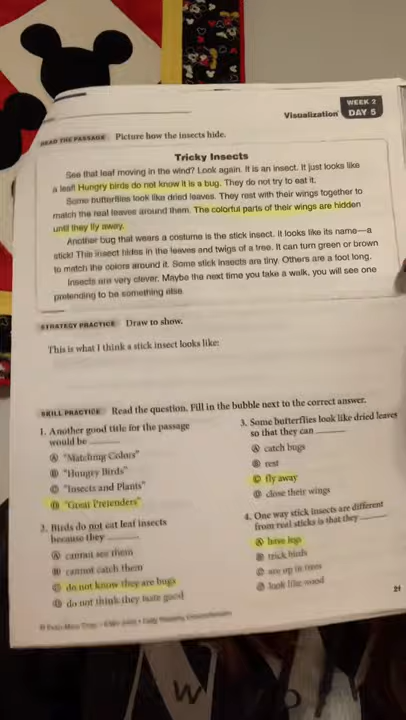 WEEK 2
Visualization DAY 5
READ THE PASSAGE Picture how the insects hide.
Tricky Insects
See that leaf moving in the wind? Look again. It is an insect. It just looks like
a leaf! Hungry birds do not know it is a bug. They do not try to eat it.
Some butterflies look like dried leaves. They rest with their wings together to
match the real leaves around them. The colorful parts of their wings are hidden
until they fly away.
Another bug that wears a costume is the stick insect. It looks like its name—a
stick! This insect hides in the leaves and twigs of a tree. It can turn green or brown
to match the colors around it. Some stick insects are tiny. Others are a foot long.
Insects are very clever. Maybe the next time you take a walk, you will see one
pretending to be something else.
STRATEGY PRACTICE Draw to show.
This is what I think a stick insect looks like:
SKILL PRACTICE Read the question. Fill in the bubble next to the correct answer.
1. Another good title for the passage
would be
A "Matching Colors"
B "Hungry Birds"
C "Insects and Plants"
D "Great Pretenders"
2. Birds do not eat leaf insects
because they
A cannot see them
B cannot catch them
C do not know they are bugs
D do not think they taste good
3. Some butterflies look like dried leaves
so that they can
A catch bugs
B rest
C fly away
D close their wings
4. One way stick insects are different
from real sticks is that they
A have legs
B trick birds
C are up in trees
D look like wood
21